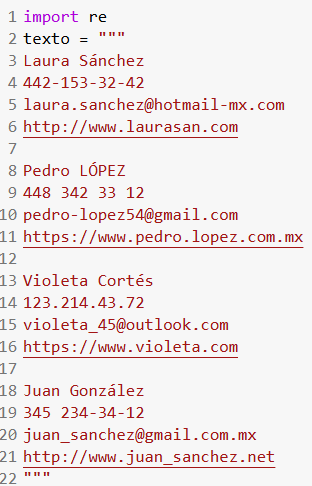 1 import re
2 texto = """
3 Laura Sánchez
4 442-153-32-42
5 laura.sanchez@hotmail-mx.com
6 http://www.laurasan.com
7
8 Pedro LÓPEZ
9 448 342 33 12
10 pedro-lopez54@gmail.com
11 https://www.pedro.lopez.com.mx
12
13 Violeta Cortés
14 123.214.43.72
15 violeta_45@outlook.com
16 https://www.violeta.com
17
18 Juan González
19 345 234-34-12
20 juan_sanchez@gmail.com.mx
21 http://www.juan_sanchez.net
22 """